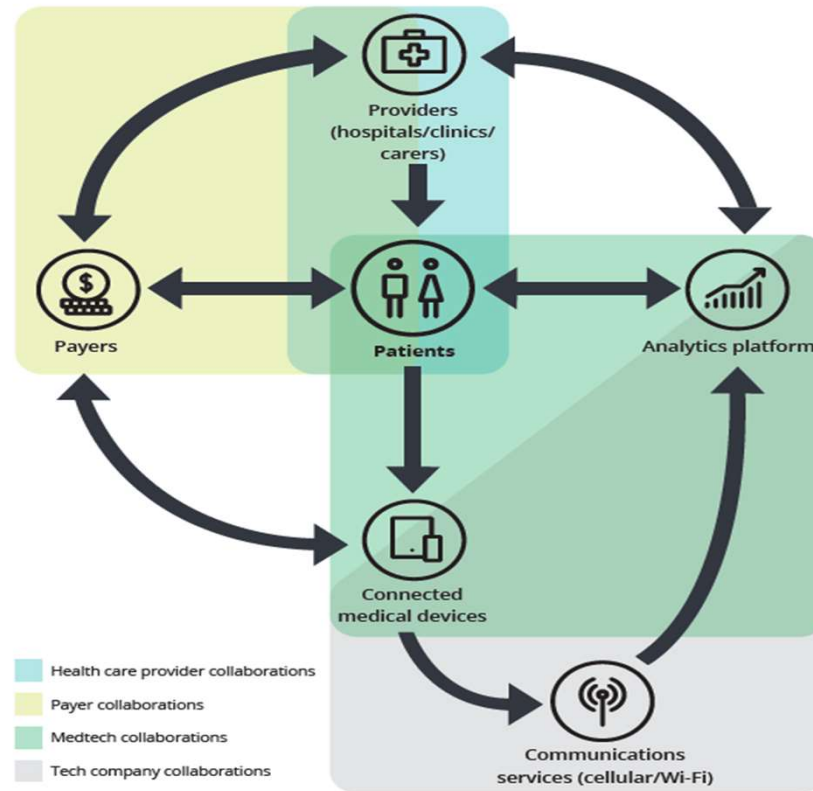 Providers
(hospitals/clinics/
carers)
$
Payers
Patients
Analytics platform
Connected
medical devices
Health care provider collaborations
Payer collaborations
Medtech collaborations
Tech company collaborations
Communications
services (cellular/Wi-Fi)